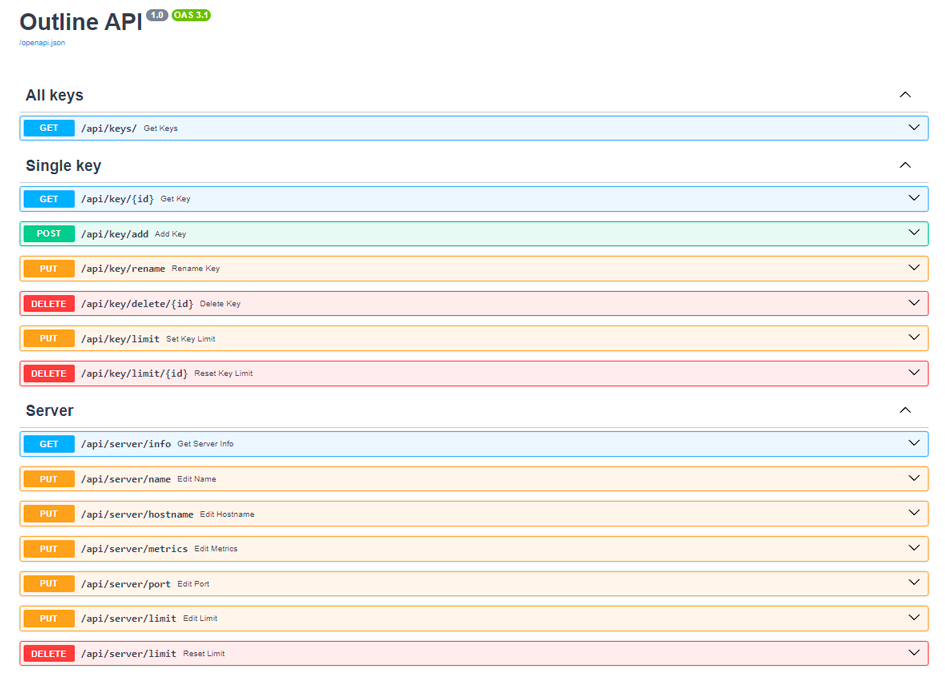 Outline API 1.0 OAS 3.1
/openapi.json
All keys
GET /api/keys/ Get Keys
Single key
GET /api/key/{id} Get Key
POST /api/key/add Add Key
PUT /api/key/rename Rename Key
DELETE /api/key/delete/{id} Delete Key
PUT /api/key/limit Set Key Limit
DELETE /api/key/limit/{id} Reset Key Limit
Server
GET /api/server/info Get Server Info
PUT /api/server/name Edit Name
PUT /api/server/hostname Edit Hostname
PUT /api/server/metrics Edit Metrics
PUT /api/server/port Edit Port
PUT /api/server/limit Edit Limit
DELETE /api/server/limit Reset Limit